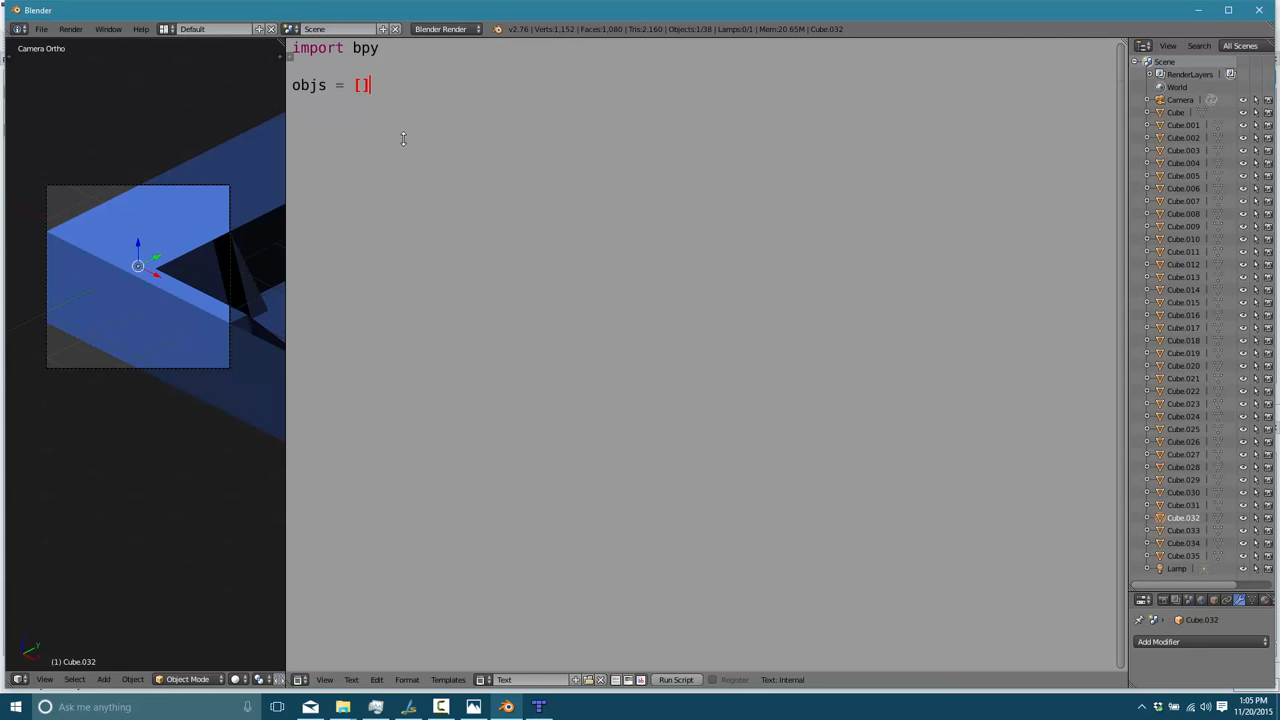 Blender
File Render Window Help Default Scene Blender Render v2.76 | Verts:1,152 | Faces:1,080 | Tris:2,160 | Objects:1/38 | Lamps:0/1 | Mem:20.65M | Cube.032
Camera Ortho
import bpy
objs = []
View Search All Scenes
Scene
RenderLayers
World
Camera
Cube
Cube.001
Cube.002
Cube.003
Cube.004
Cube.005
Cube.006
Cube.007
Cube.008
Cube.009
Cube.010
Cube.011
Cube.012
Cube.013
Cube.014
Cube.015
Cube.016
Cube.017
Cube.018
Cube.019
Cube.020
Cube.021
Cube.022
Cube.023
Cube.024
Cube.025
Cube.026
Cube.027
Cube.028
Cube.029
Cube.030
Cube.031
Cube.032
Cube.033
Cube.034
Cube.035
Lamp
Cube.032
Add Modifier
(1) Cube.032
View Select Add Object Object Mode
View Text Edit Format Templates Text Run Script Register Text: Internal
Ask me anything
1:05 PM
11/20/2015